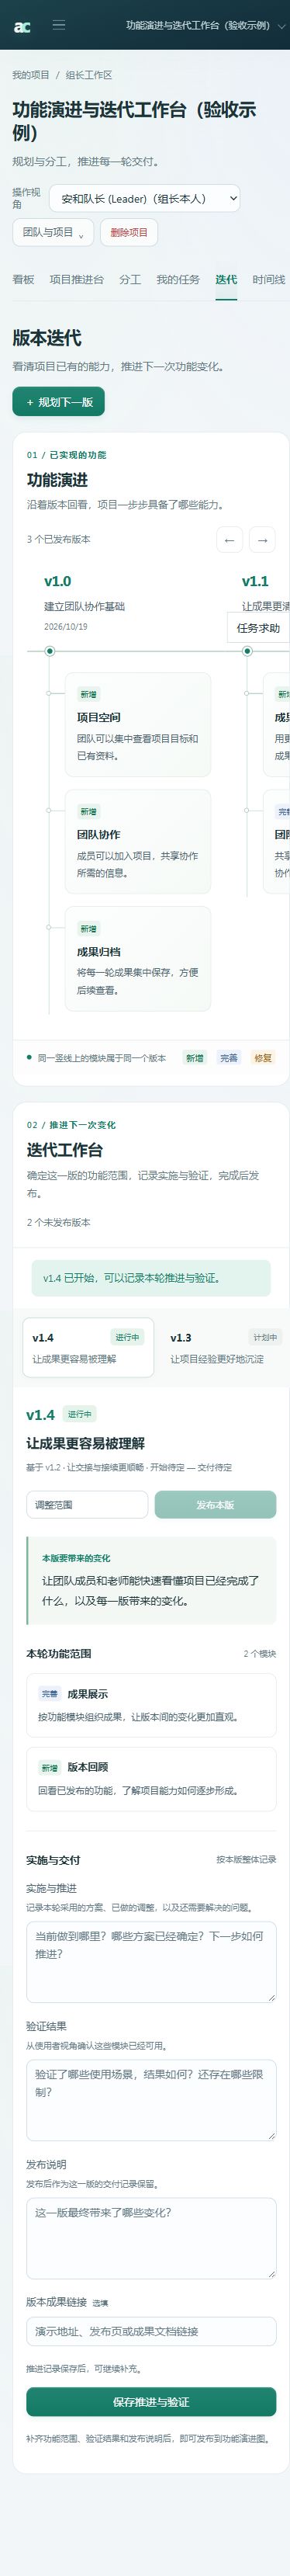 ac
功能演进与迭代工作台（验收示例）
我的项目 / 组长工作区
功能演进与迭代工作台（验收示
例）
规划与分工，推进每一轮交付。
操作视
角
安和队长 (Leader)（组长本人）
团队与项目
删除项目
看板 项目推进台 分工 我的任务 迭代 时间线
版本迭代
看清项目已有的能力，推进下一次功能变化。
+ 规划下一版
01 / 已实现的功能
功能演进
沿着版本回看，项目一步步具备了哪些能力。
3 个已发布版本
← →
v1.0
建立团队协作基础
2026/10/19
v1.1
让成果更清
任务求助
新增
项目空间
团队可以集中查看项目目标和
已有资料。
新增
团队协作
成员可以加入项目，共享协作
所需的信息。
新增
成果归档
将每一轮成果集中保存，方便
后续查看。
同一竖线上的模块属于同一个版本
新增 完善 修复
02 / 推进下一次变化
迭代工作台
确定这一版的功能范围，记录实施与验证，完成后发
布。
2 个未发布版本
v1.4 已开始，可以记录本轮推进与验证。
v1.4 进行中
让成果更容易被理解
v1.3 计划中
让项目经验更好地沉淀
v1.4 进行中
让成果更容易被理解
基于 v1.2 · 让交接与接续更顺畅 · 开始待定 — 交付待定
调整范围
发布本版
本版要带来的变化
让团队成员和老师能快速看懂项目已经完成了
什么，以及每一版带来的变化。
本轮功能范围 2 个模块
完善 成果展示
按功能模块组织成果，让版本间的变化更加直观。
新增 版本回顾
回看已发布的功能，了解项目能力如何逐步形成。
实施与交付 按本版整体记录
实施与推进
记录本轮采用的方案、已做的调整，以及还需要解决的问题。
当前做到哪里？哪些方案已经确定？下一步如何
推进？
验证结果
从使用者视角确认这些模块已经可用。
验证了哪些使用场景，结果如何？还存在哪些限
制？
发布说明
发布后作为这一版的交付记录保留。
这一版最终带来了哪些变化？
版本成果链接 选填
演示地址、发布页或成果文档链接
推进记录保存后，可继续补充。
保存推进与验证
补齐功能范围、验证结果和发布说明后，即可发布到功能演进图。